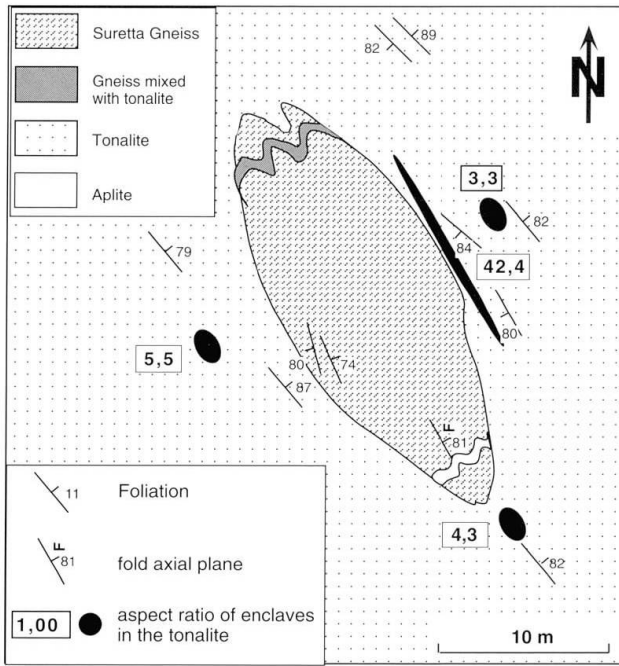 Suretta Gneiss
Gneiss mixed
with tonalite
Tonalite
Aplite
89
82
N
3,3
82
84
42,4
79
80
5,5
80
74
87
F
81
4,3
82
11
Foliation
F
81
fold axial plane
1,00
aspect ratio of enclaves
in the tonalite
10 m